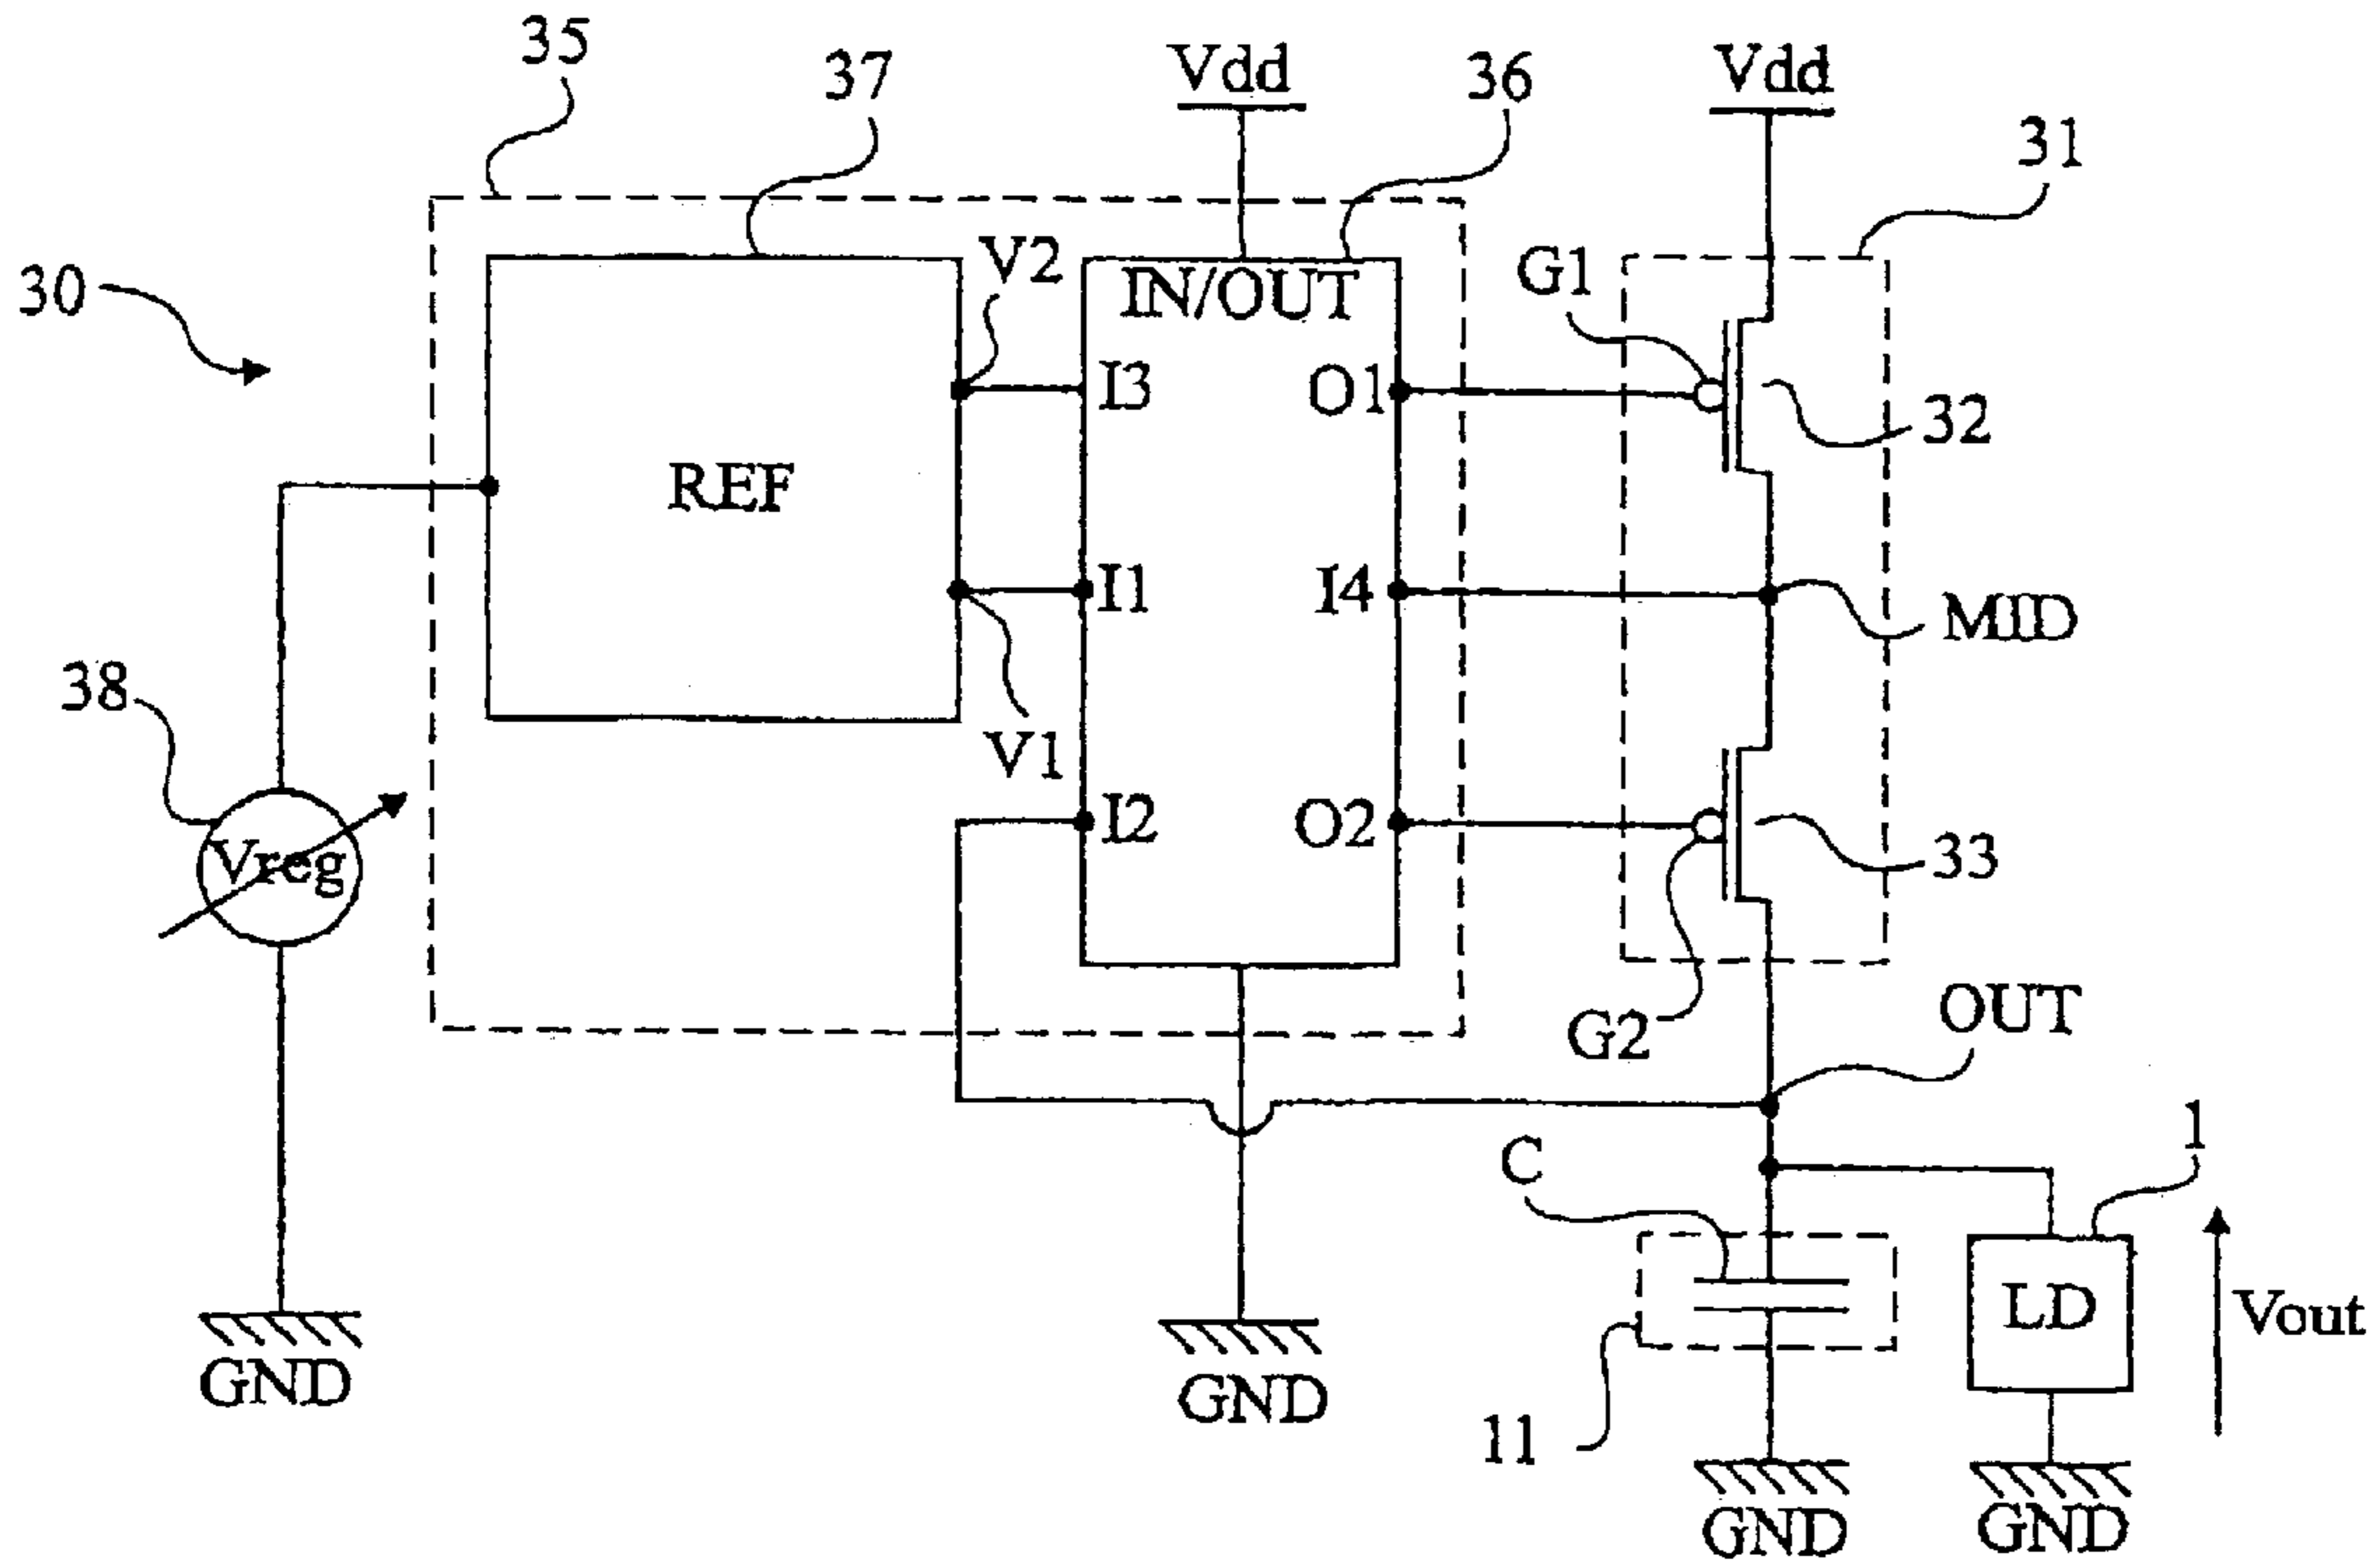 35
37
Vdd
36
Vdd
31
30
V2
IN/OUT
G1
I3
O1
32
REF
I1
I4
MID
38
V1
I2
O2
33
Vreg
OUT
G2
C
1
LD
Vout
GND
GND
11
GND
GND